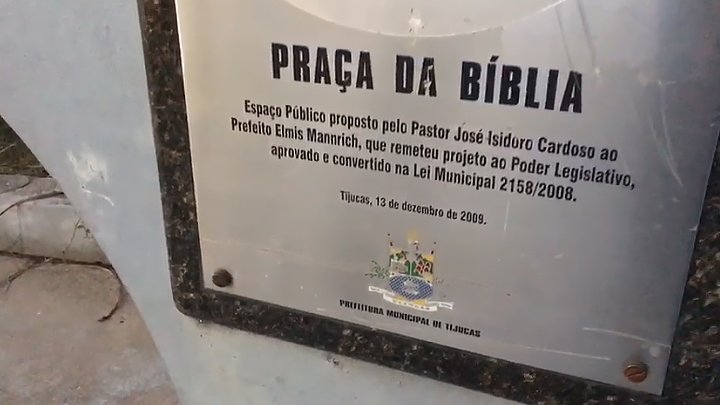 PRAÇA DA BÍBLIA
Espaço Público proposto pelo Pastor José Isidoro Cardoso ao
Prefeito Elmis Mannrich, que remeteu projeto ao Poder Legislativo,
aprovado e convertido na Lei Municipal 2158/2008.
Tijucas, 13 de dezembro de 2009.
PREFEITURA MUNICIPAL DE TIJUCAS